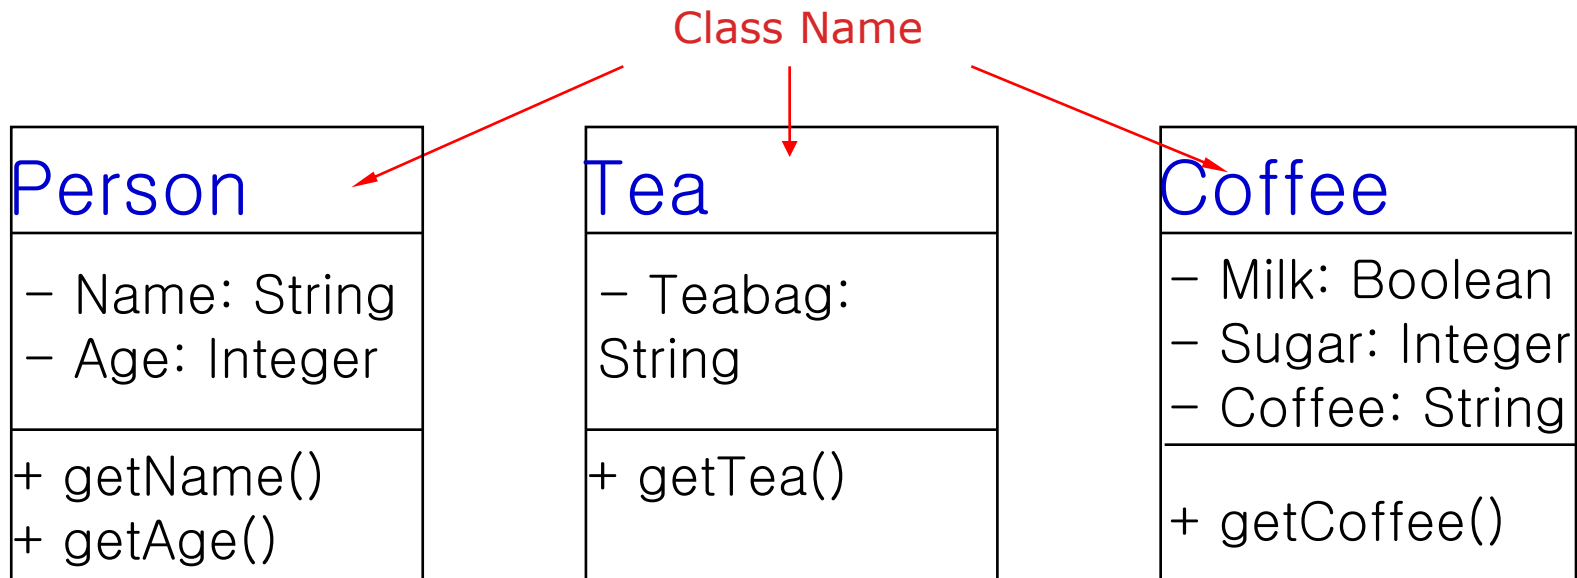 Class Name
Person
- Name: String
- Age: Integer
+ getName()
+ getAge()
Tea
- Teabag:
String
+ getTea()
Coffee
- Milk: Boolean
- Sugar: Integer
- Coffee: String
+ getCoffee()